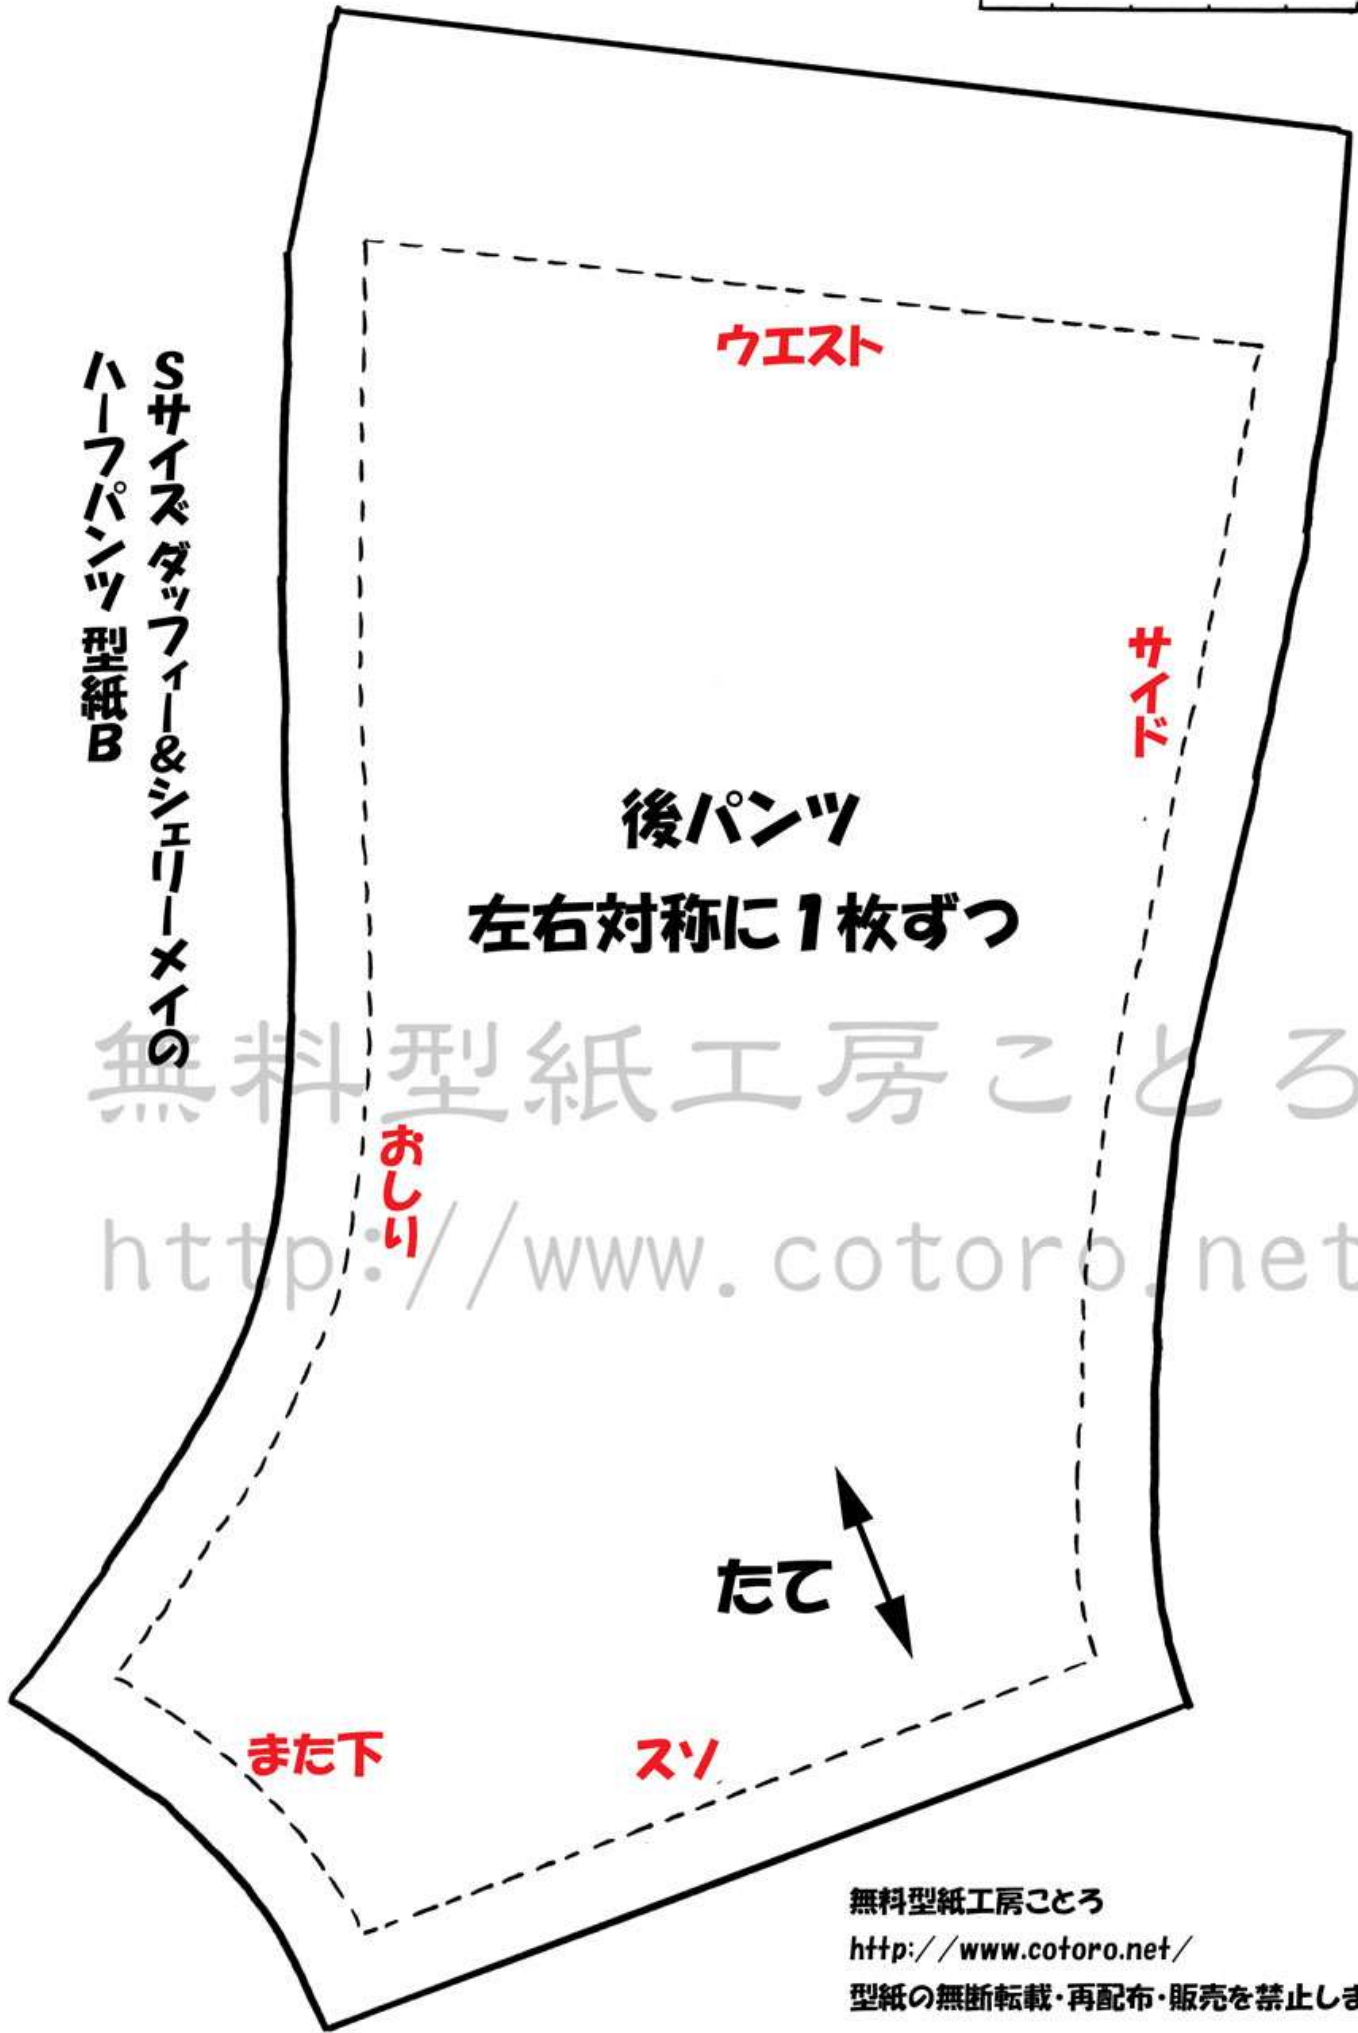 Sサイズ ダッフィー&シェリーメイの
ハーフパンツ 型紙B
ウエスト
サイド
後パンツ
左右対称に1枚ずつ
無料型紙工房ことろ
おしり
http://www.cotoro.net
たて
また下
スソ
無料型紙工房ことろ
http://www.cotoro.net/
型紙の無断転載・再配布・販売を禁止しま